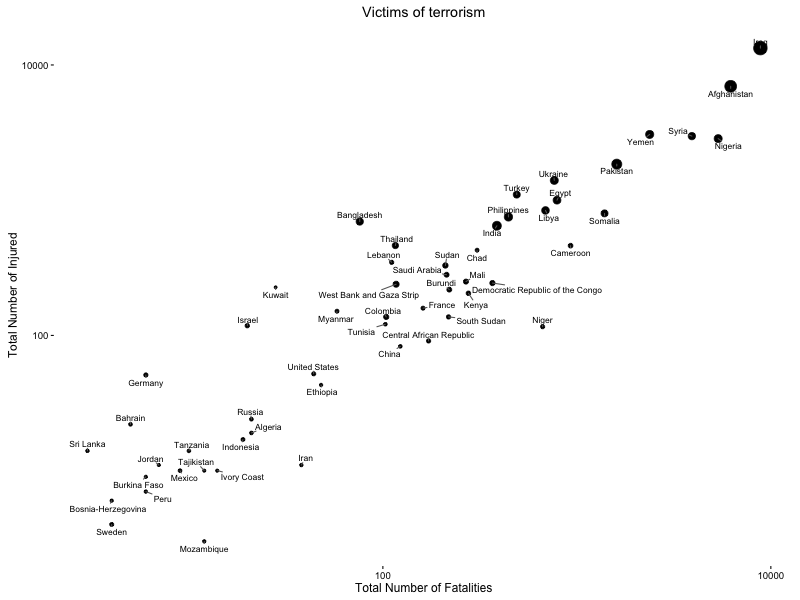 Victims of terrorism
Iraq
10000
Afghanistan
Syria
Yemen
Nigeria
Pakistan
Ukraine
Turkey
Egypt
Philippines
Bangladesh
Libya
Somalia
India
Thailand
Cameroon
Lebanon
Sudan
Chad
Saudi Arabia
Mali
Burundi
Democratic Republic of the Congo
West Bank and Gaza Strip
Kuwait
France
Kenya
Colombia
Myanmar
Israel
South Sudan
Niger
Tunisia
Central African Republic
100
China
United States
Germany
Ethiopia
Russia
Bahrain
Algeria
Sri Lanka
Tanzania
Indonesia
Jordan
Tajikistan
Iran
Mexico
Ivory Coast
Burkina Faso
Peru
Bosnia-Herzegovina
Sweden
Mozambique
Total Number of Injured
100
10000
Total Number of Fatalities